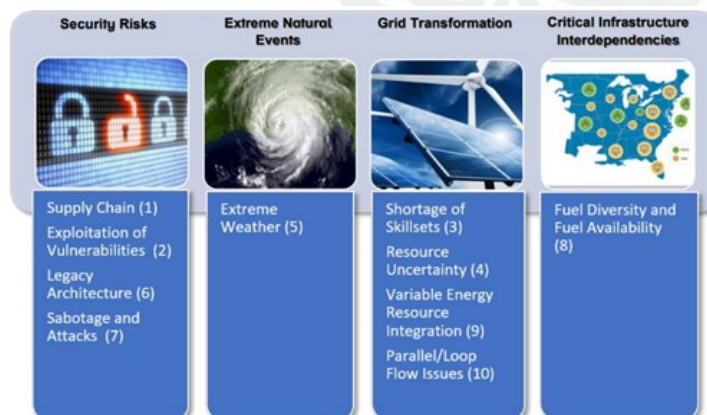 Security Risks
Extreme Natural
Events
Grid Transformation
Critical Infrastructure
Interdependencies
Supply Chain (1)
Exploitation of
Vulnerabilities (2)
Legacy
Architecture (6)
Sabotage and
Attacks (7)
Extreme
Weather (5)
Shortage of
Skillsets (3)
Resource
Uncertainty (4)
Variable Energy
Resource
Integration (9)
Parallel/Loop
Flow Issues (10)
Fuel Diversity and
Fuel Availability
(8)